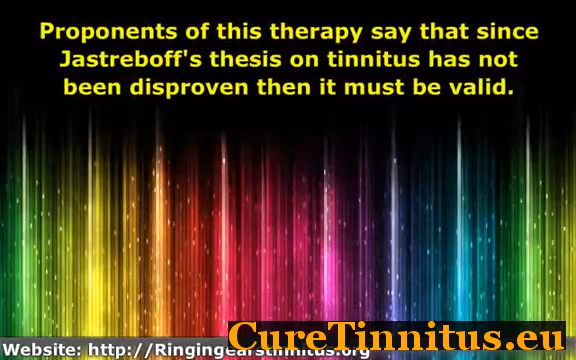 Proponents of this therapy say that since
Jastreboff's thesis on tinnitus has not
been disproven then it must be valid.
CureTinnitus.eu
Website: http://Ringingearstinnitus.org